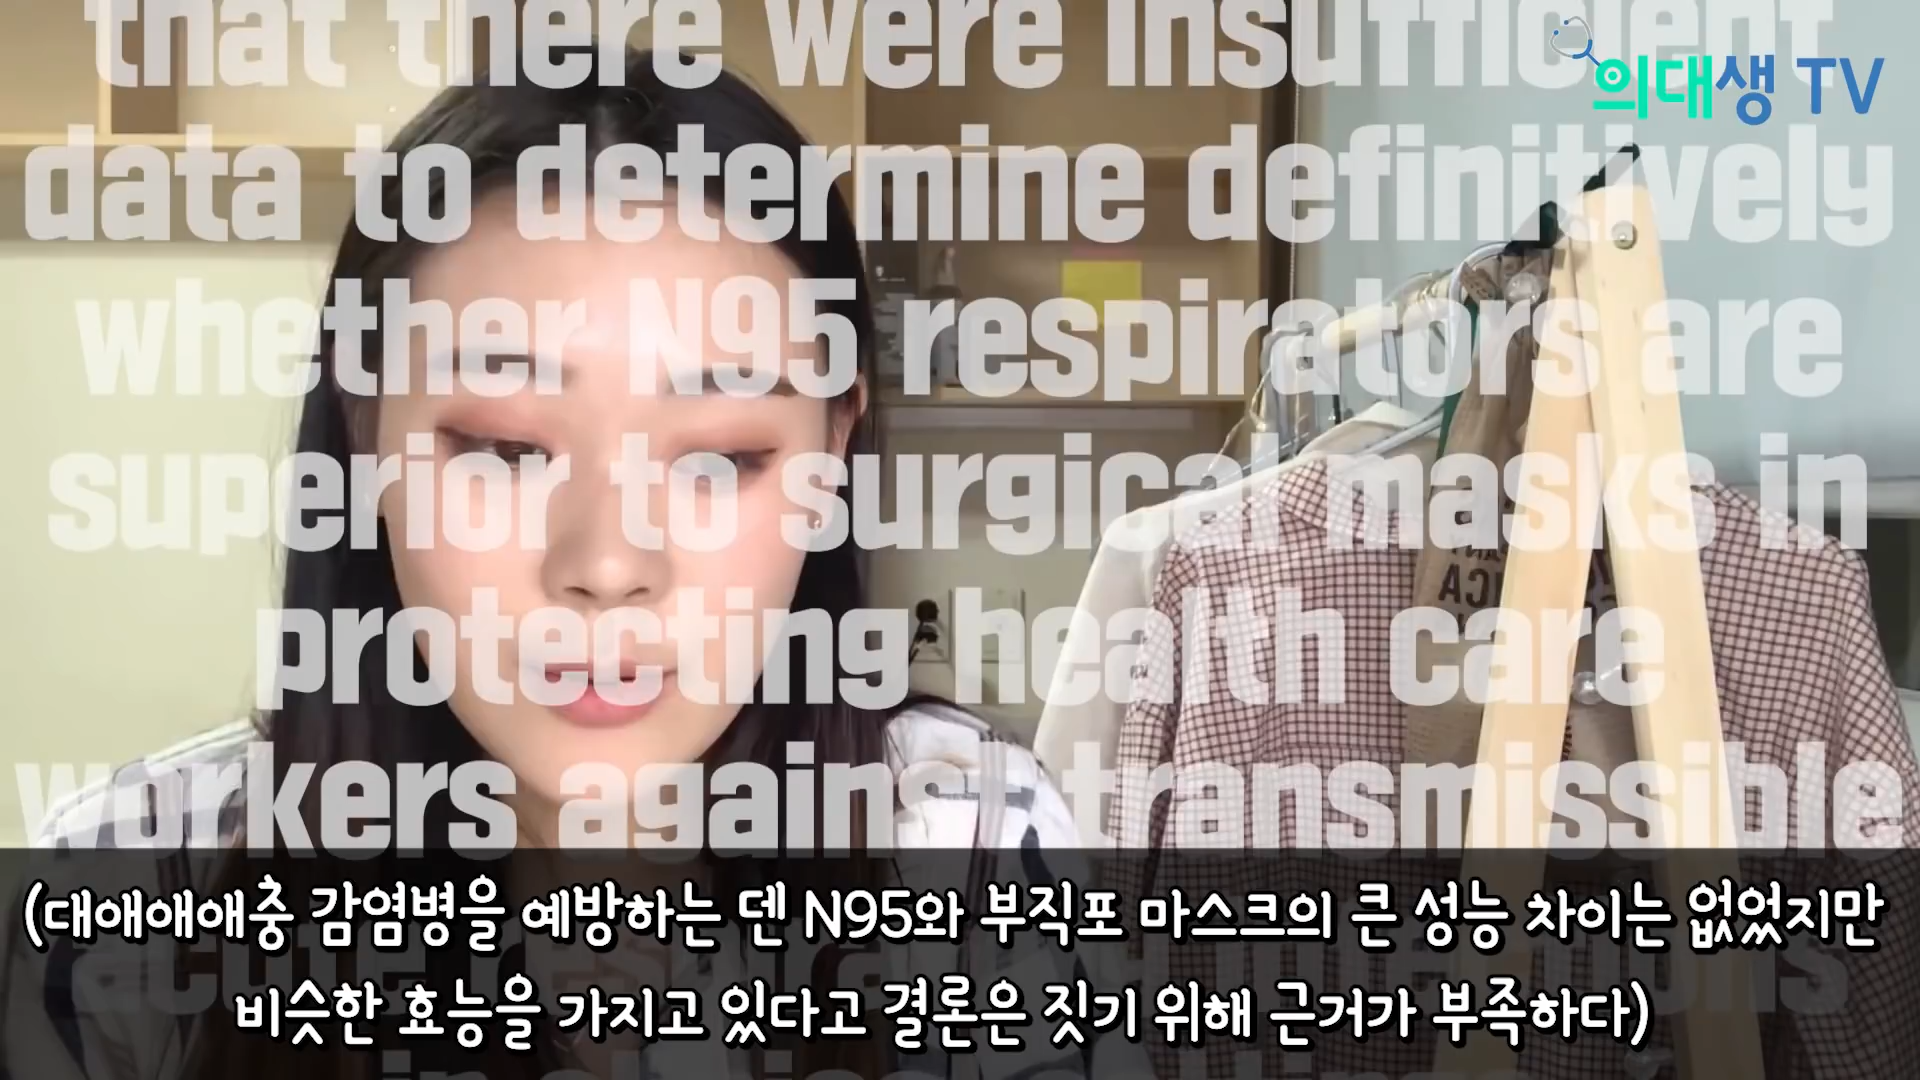 that there were insufficient
의대생 TV
data to determine definitively
whether N95 respirators are
superior to surgical masks in
protecting health care
workers against transmissible
(대애애애충 감염병을 예방하는 덴 N95와 부직포 마스크의 큰 성능 차이는 없었지만
비슷한 효능을 가지고 있다고 결론은 짓기 위해 근거가 부족하다)
acute